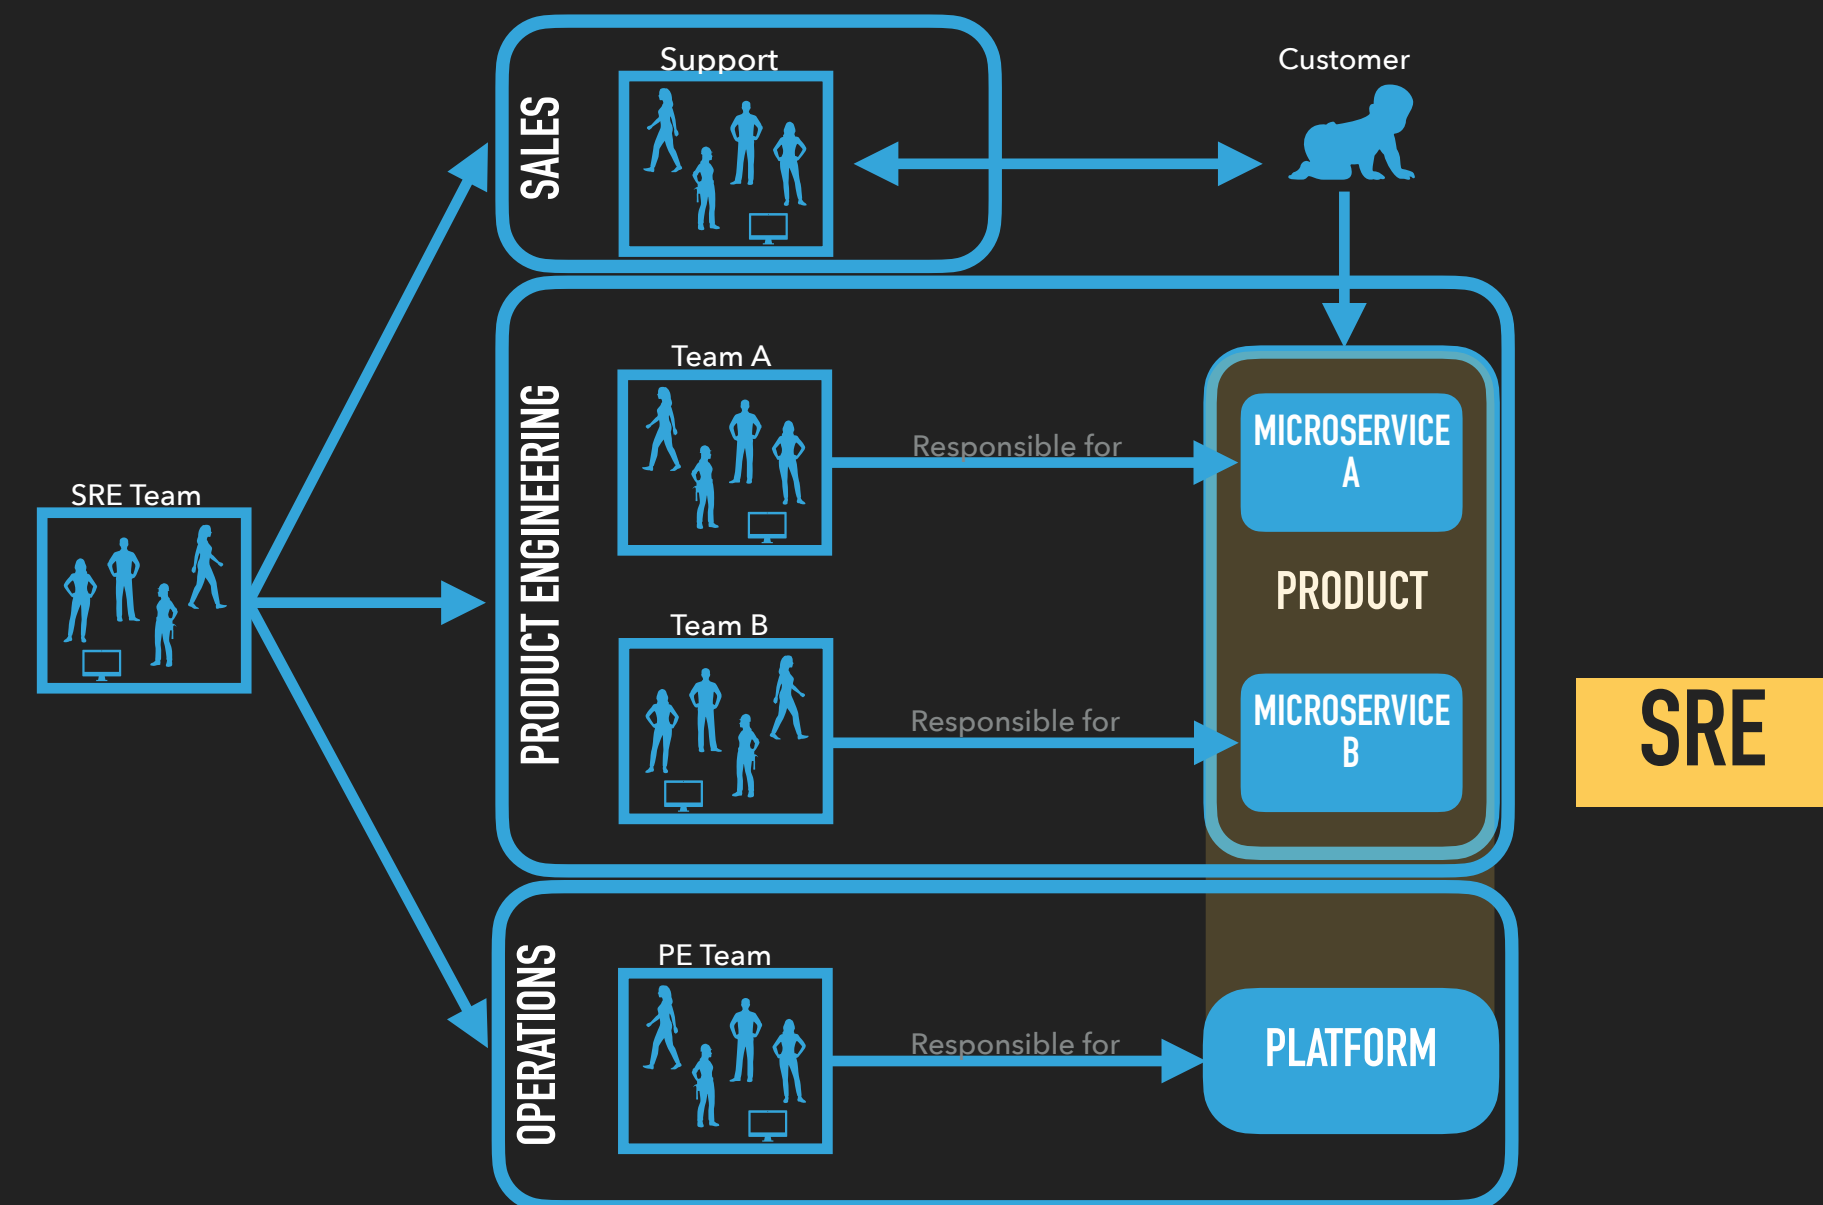 Support
Customer
SALES
Team A
Responsible for
MICROSERVICE
A
PRODUCT ENGINEERING
SRE Team
PRODUCT
Team B
Responsible for
MICROSERVICE
B
SRE
PE Team
OPERATIONS
Responsible for
PLATFORM